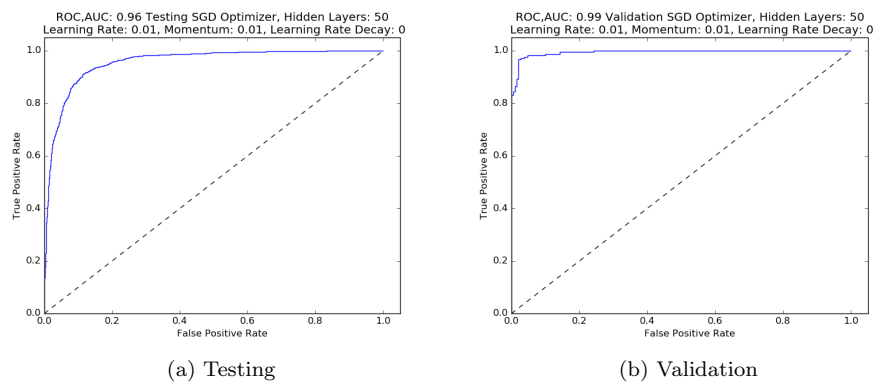 ROC,AUC: 0.96 Testing SGD Optimizer, Hidden Layers: 50
Learning Rate: 0.01, Momentum: 0.01, Learning Rate Decay: 0
1.0
0.8
0.6
0.4
0.2
0.0
0.0 0.2 0.4 0.6 0.8 1.0
True Positive Rate
False Positive Rate
(a) Testing
ROC,AUC: 0.99 Validation SGD Optimizer, Hidden Layers: 50
Learning Rate: 0.01, Momentum: 0.01, Learning Rate Decay: 0
1.0
0.8
0.6
0.4
0.2
0.0
0.0 0.2 0.4 0.6 0.8 1.0
True Positive Rate
False Positive Rate
(b) Validation